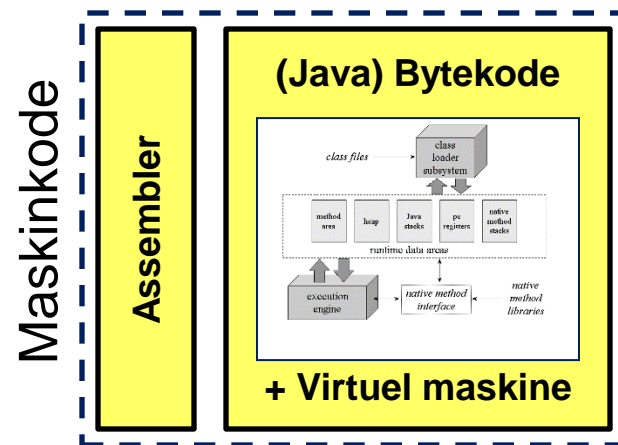 Maskinkode
Assembler
(Java) Bytekode
class files
class
loader
subsystem
method
area
heap
Java
stacks
pc
registers
native
method
stacks
runtime data areas
execution
engine
native method
interface
native
method
libraries
+ Virtuel maskine